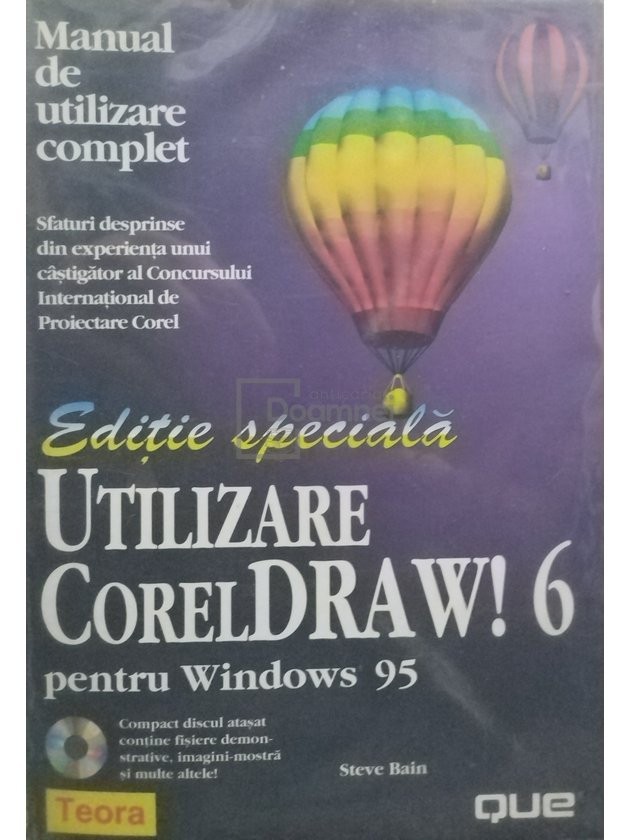 Manual
de
utilizare
complet
Sfaturi desprinse
din experiența unui
câștigător al Concursului
Internațional de
Proiectare Corel
Ediție specială
UTILIZARE
CORELDRAW! 6
pentru Windows 95
Compact discul atașat
conține fișiere demon-
strative, imagini-mostră
și multe altele!
Steve Bain
Teora
que